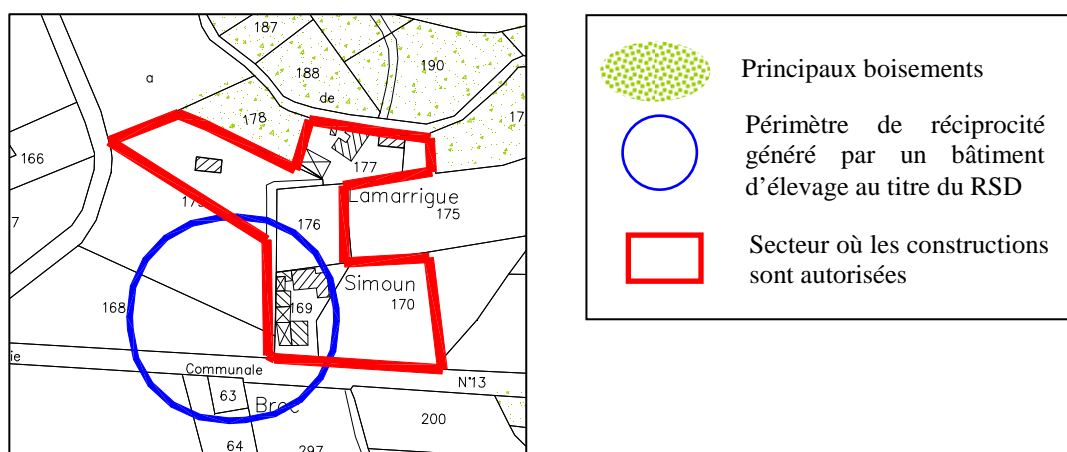 187
188
190
a
de
178
17
166
177
Lamarrigue
175
7
176
Simoun
170
168
169
ie
Communale
N°13
63
200
64
297
Principaux boisements
Périmètre de réciprocité
généré par un bâtiment
d'élevage au titre du RSD
Secteur où les constructions
sont autorisées